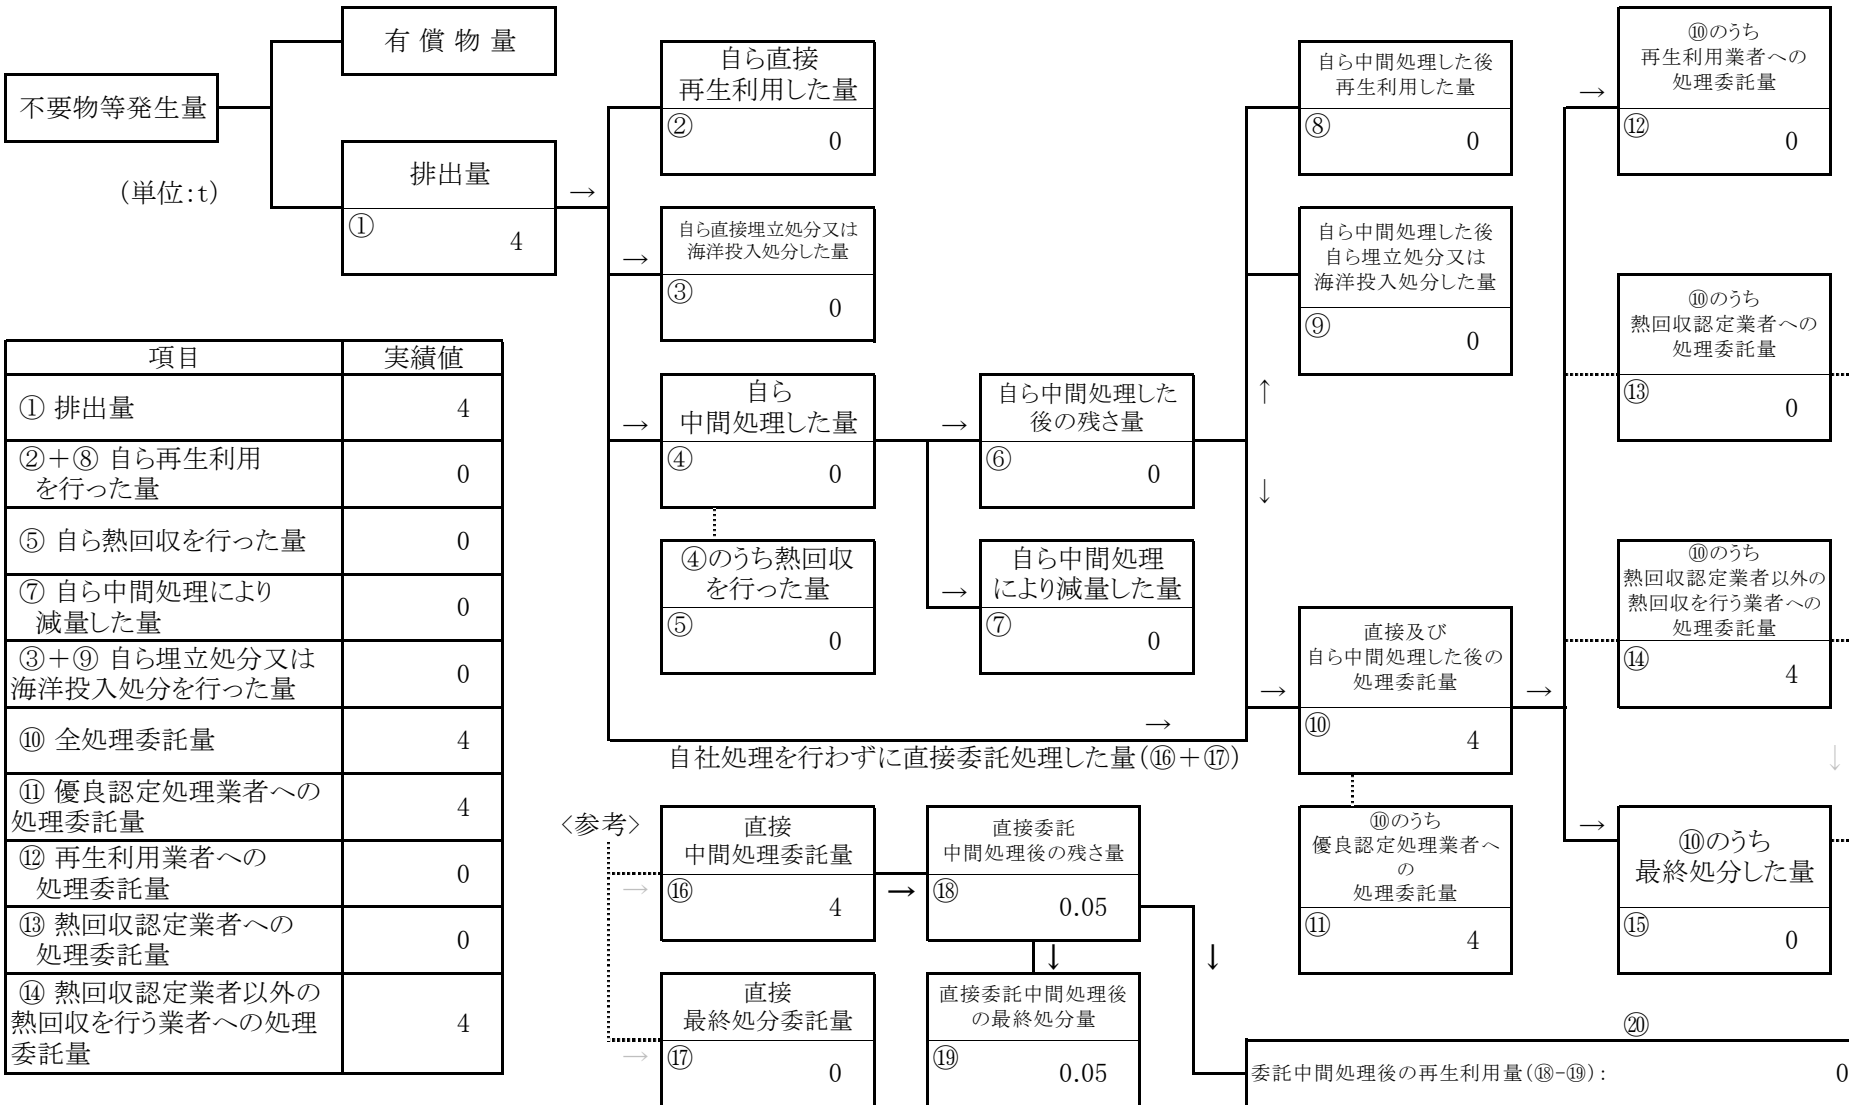 有 償 物 量
不要物等発生量
(単位:t)
排出量
①
4
→
自ら直接
再生利用した量
②
0
→
自ら直接埋立処分又は
海洋投入処分した量
③
0
→
自ら
中間処理した量
④
0
④のうち熱回収
を行った量
⑤
0
→
自ら中間処理した
後の残さ量
⑥
0
→
自ら中間処理
により減量した量
⑦
0
→
自社処理を行わずに直接委託処理した量(⑯+⑰)
自ら中間処理した後
再生利用した量
⑧
0
自ら中間処理した後
自ら埋立処分又は
海洋投入処分した量
⑨
0
↑
↓
→
直接及び
自ら中間処理した後の
処理委託量
⑩
4
⑩のうち
優良認定処理業者へ
の
処理委託量
⑪
4
→
→
⑩のうち
再生利用業者への
処理委託量
⑫
0
⑩のうち
熱回収認定業者への
処理委託量
⑬
0
⑩のうち
熱回収認定業者以外の
熱回収を行う業者への
処理委託量
⑭
4
↓
→
⑩のうち
最終処分した量
⑮
0
項目 実績値
① 排出量 4
②+⑧ 自ら再生利用
を行った量 0
⑤ 自ら熱回収を行った量 0
⑦ 自ら中間処理により
減量した量 0
③+⑨ 自ら埋立処分又は
海洋投入処分を行った量 0
⑩ 全処理委託量 4
⑪ 優良認定処理業者への
処理委託量 4
⑫ 再生利用業者への
処理委託量 0
⑬ 熱回収認定業者への
処理委託量 0
⑭ 熱回収認定業者以外の
熱回収を行う業者への処理
委託量 4
〈参考〉
→
直接
中間処理委託量
⑯
4
→
直接委託
中間処理後の残さ量
⑱
0.05
↓
↓
→
直接
最終処分委託量
⑰
0
直接委託中間処理後
の最終処分量
⑲
0.05
⑳
委託中間処理後の再生利用量(⑱-⑲): 0